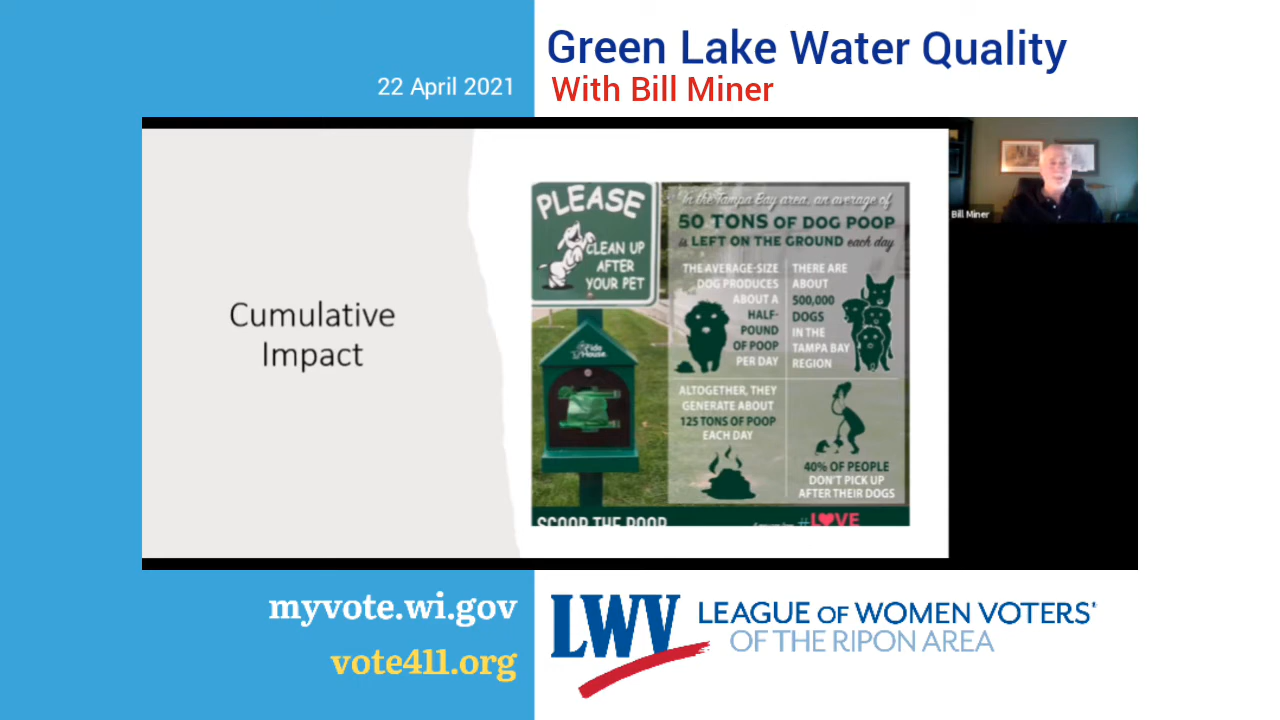 22 April 2021
Green Lake Water Quality
With Bill Miner
Cumulative
Impact
PLEASE
CLEAN UP
AFTER
YOUR PET
Fido
House
In the Tampa Bay area, an average of
50 TONS OF DOG POOP
is LEFT ON THE GROUND each day
THE AVERAGE-SIZE
DOG PRODUCES
ABOUT A
HALF-
POUND
OF POOP
PER DAY
THERE ARE
ABOUT
500,000
DOGS
IN THE
TAMPA BAY
REGION
ALTOGETHER, THEY
GENERATE ABOUT
125 TONS OF POOP
EACH DAY
40% OF PEOPLE
DON'T PICK UP
AFTER THEIR DOGS
SCOOP THE POOP
#LOVE
Bill Miner
myvote.wi.gov
vote411.org
LWV
LEAGUE OF WOMEN VOTERS®
OF THE RIPON AREA